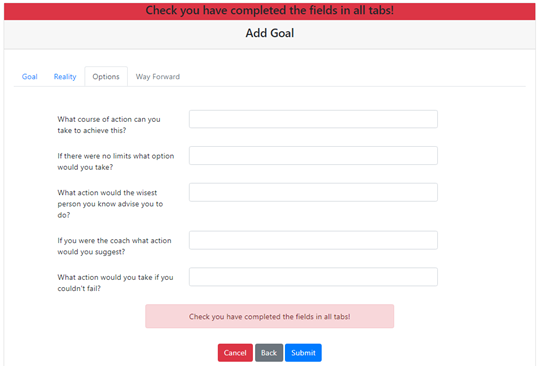 Check you have completed the fields in all tabs!
Add Goal
Goal Reality Options Way Forward
What course of action can you
take to achieve this?
If there were no limits what option
would you take?
What action would the wisest
person you know advise you to
do?
If you were the coach what action
would you suggest?
What action would you take if you
couldn't fail?
Check you have completed the fields in all tabs!
Cancel Back Submit